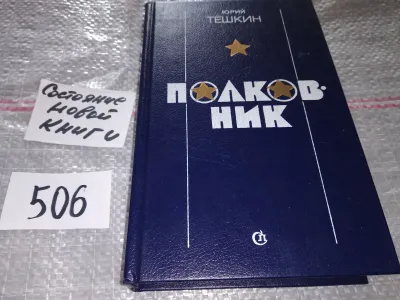 ЮРИЙ
ТЕШКИН
ПОЛКОВ-
НИК
Состояние
новой
книги
506